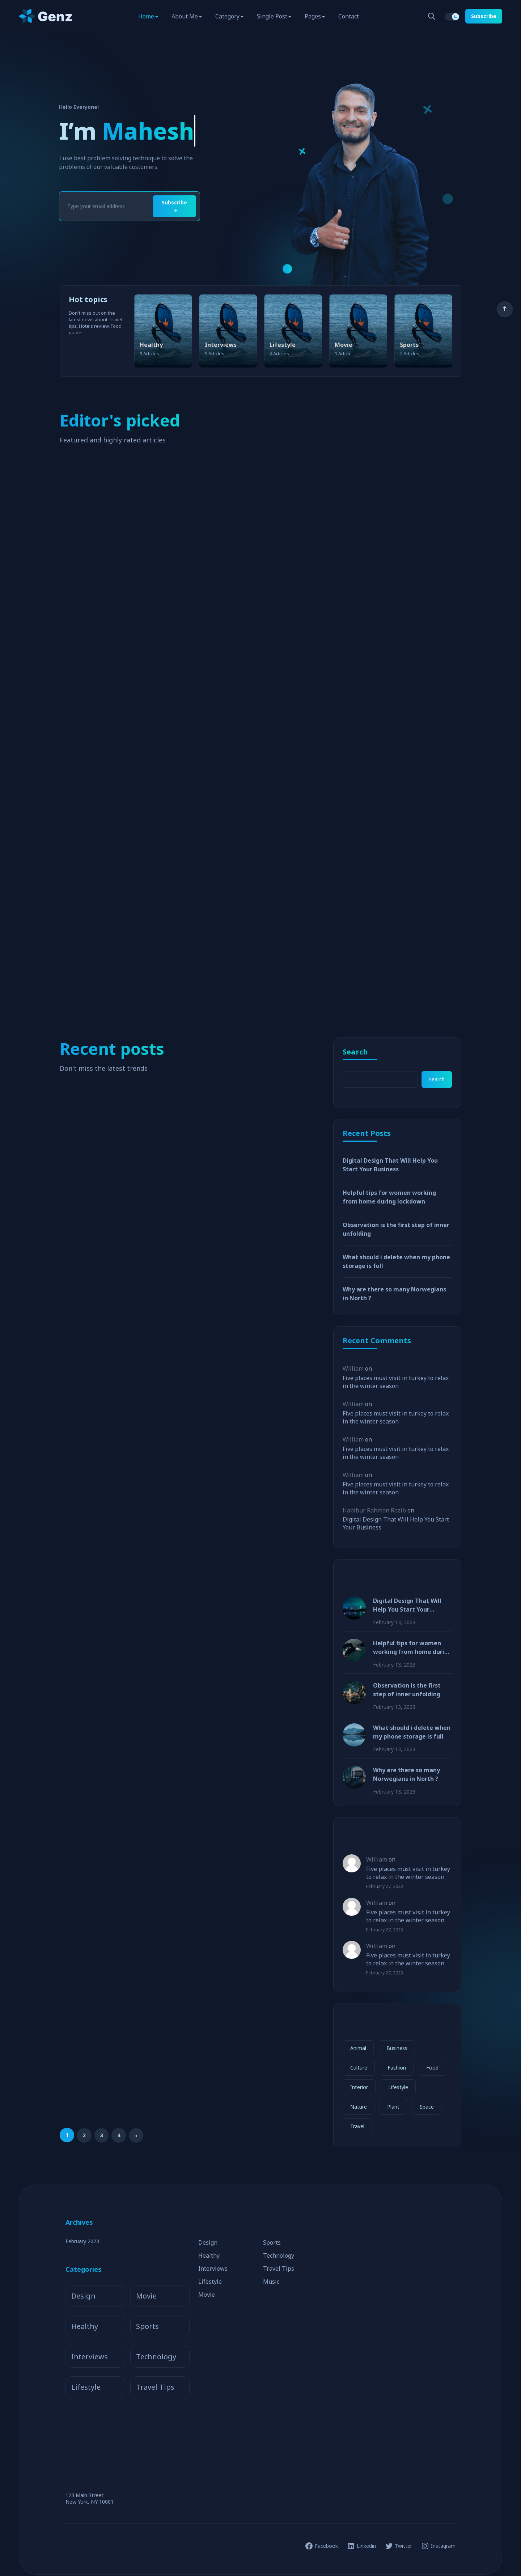 Genz
Home
About Me
Category
Single Post
Pages
Contact
Subscribe
Hello Everyone!
I'm Mahesh
I use best problem solving technique to solve the
problems of our valuable customers.
Type your email address
Subscribe
Hot topics
Don't miss out on the
latest news about Travel
tips, Hotels review, Food
guide...
Healthy
Interviews
9 Articles
Lifestyle
4 Articles
Movie
1 Article
Sports
2 Articles
Editor's picked
Featured and highly rated articles
Recent posts
Don't miss the latest trends
Search
Search
Recent Posts
Digital Design That Will Help You
Start Your Business
Helpful tips for women working
from home during lockdown
Observation is the first step of inner
unfolding
What should i delete when my phone
storage is full
Why are there so many Norwegians
in North ?
Recent Comments
William on
Five places must visit in turkey to relax
in the winter season
William on
Five places must visit in turkey to relax
in the winter season
William on
Five places must visit in turkey to relax
in the winter season
William on
Five places must visit in turkey to relax
in the winter season
Habibur Rahman Razib on
Digital Design That Will Help You Start
Your Business
Digital Design That Will
Help You Start Your...
February 13, 2023
Helpful tips for women
working from home duri...
February 13, 2023
Observation is the first
step of inner unfolding
February 13, 2023
What should i delete when
my phone storage is full
February 13, 2023
Why are there so many
Norwegians in North ?
February 13, 2023
William on
Five places must visit in turkey
to relax in the winter season
February 27, 2023
William on
Five places must visit in turkey
to relax in the winter season
February 27, 2023
William on
Five places must visit in turkey
to relax in the winter season
February 27, 2023
Animal
Business
Culture
Fashion
Food
Interior
Lifestyle
Nature
Plant
Space
Travel
1
2
3
4
Archives
February 2023
Categories
Design
Movie
Healthy
Sports
Interviews
Technology
Lifestyle
Travel Tips
Design
Healthy
Interviews
Lifestyle
Movie
Sports
Technology
Travel Tips
Music
123 Main Street
New York, NY 10001
Facebook
Linkedin
Twitter
Instagram